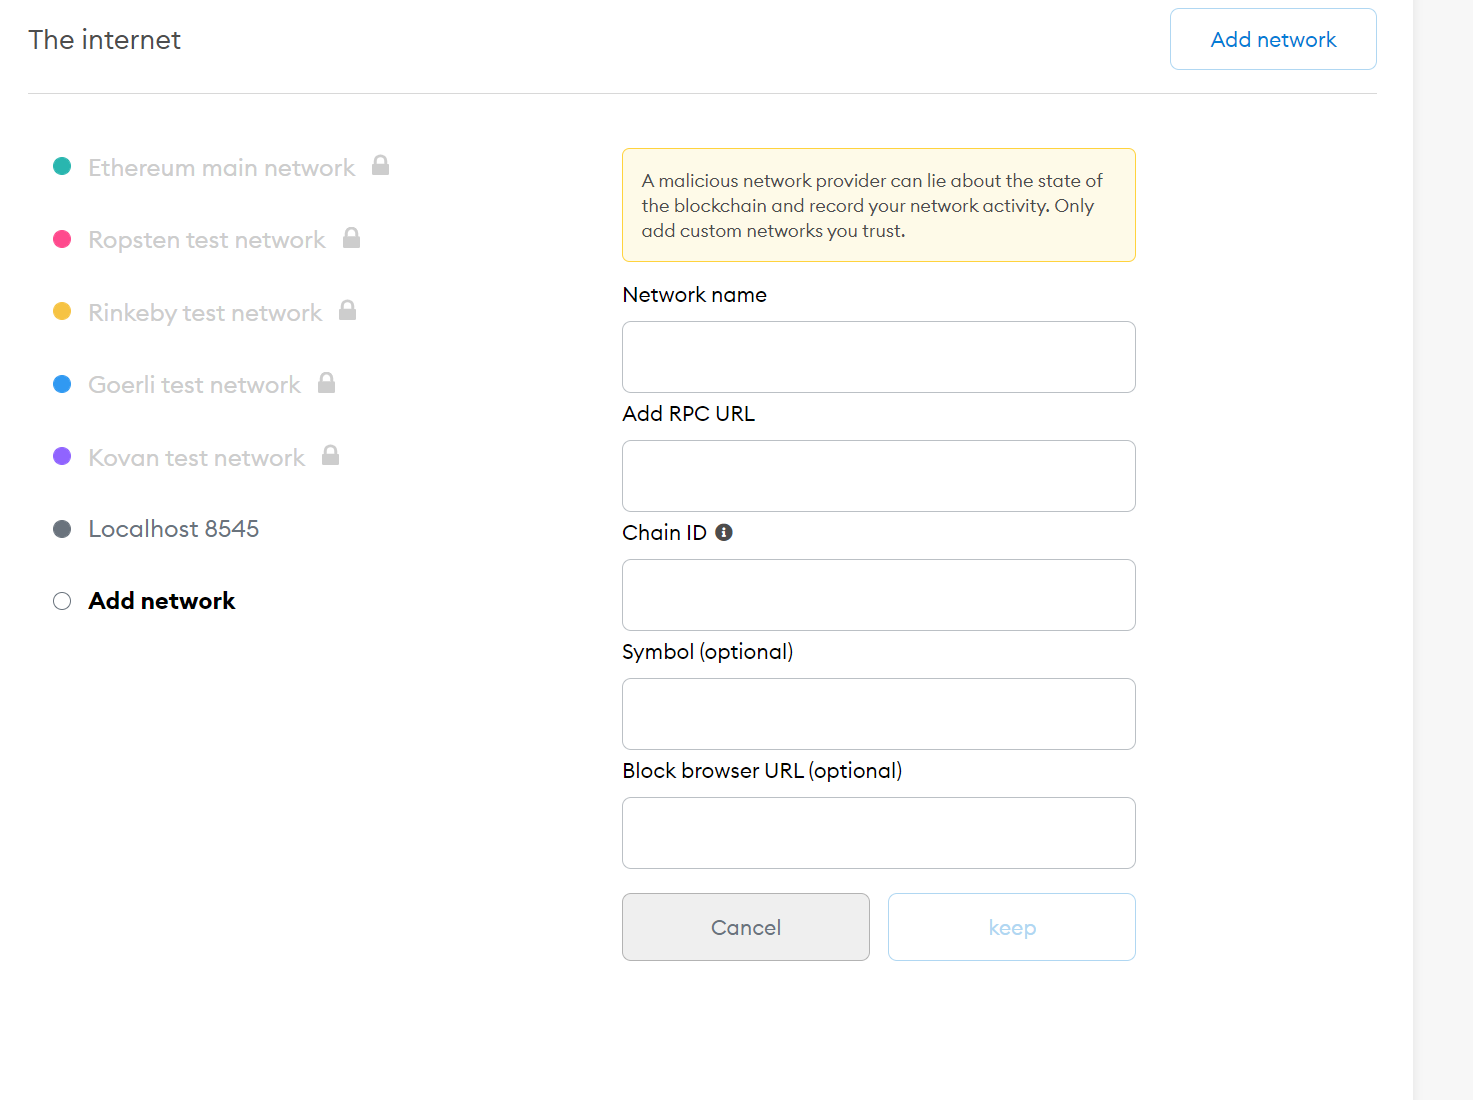 The internet
Add network
Ethereum main network
Ropsten test network
Rinkeby test network
Goerli test network
Kovan test network
Localhost 8545
Add network
A malicious network provider can lie about the state of
the blockchain and record your network activity. Only
add custom networks you trust.
Network name
Add RPC URL
Chain ID
Symbol (optional)
Block browser URL (optional)
Cancel
keep